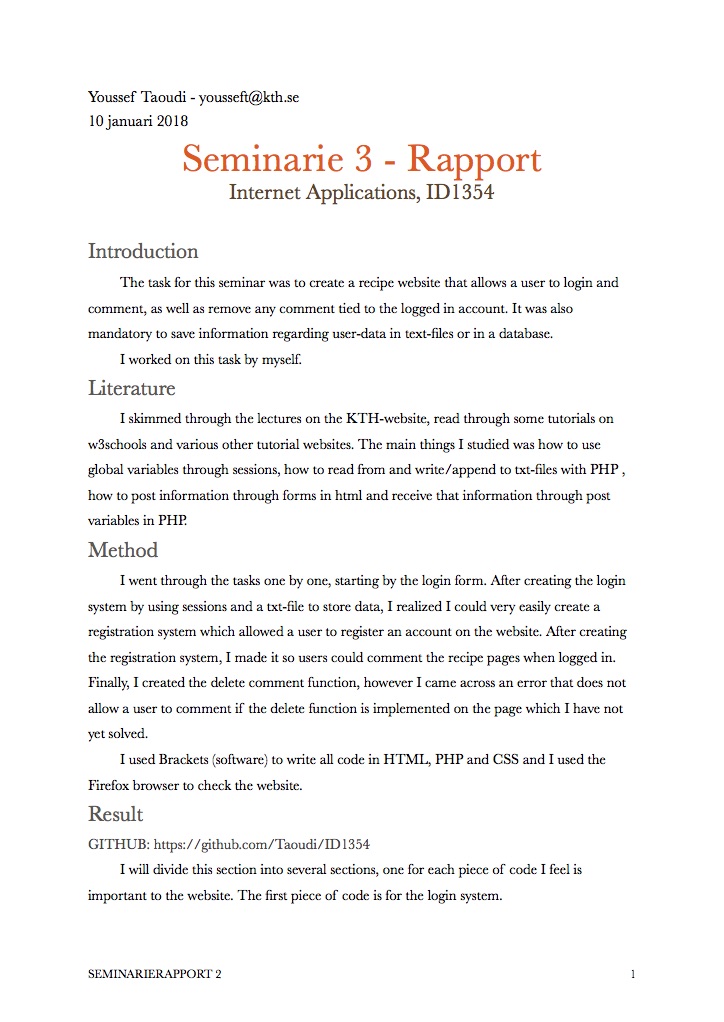 Youssef Taoudi - yousseft@kth.se
10 januari 2018
Seminarie 3 - Rapport
Internet Applications, ID1354
Introduction
The task for this seminar was to create a recipe website that allows a user to login and
comment, as well as remove any comment tied to the logged in account. It was also
mandatory to save information regarding user-data in text-files or in a database.
I worked on this task by myself.
Literature
I skimmed through the lectures on the KTH-website, read through some tutorials on
w3schools and various other tutorial websites. The main things I studied was how to use
global variables through sessions, how to read from and write/append to txt-files with PHP ,
how to post information through forms in html and receive that information through post
variables in PHP.
Method
I went through the tasks one by one, starting by the login form. After creating the login
system by using sessions and a txt-file to store data, I realized I could very easily create a
registration system which allowed a user to register an account on the website. After creating
the registration system, I made it so users could comment the recipe pages when logged in.
Finally, I created the delete comment function, however I came across an error that does not
allow a user to comment if the delete function is implemented on the page which I have not
yet solved.
I used Brackets (software) to write all code in HTML, PHP and CSS and I used the
Firefox browser to check the website.
Result
GITHUB: https://github.com/Taoudi/ID1354
I will divide this section into several sections, one for each piece of code I feel is
important to the website. The first piece of code is for the login system.
SEMINARIERAPPORT 2 1